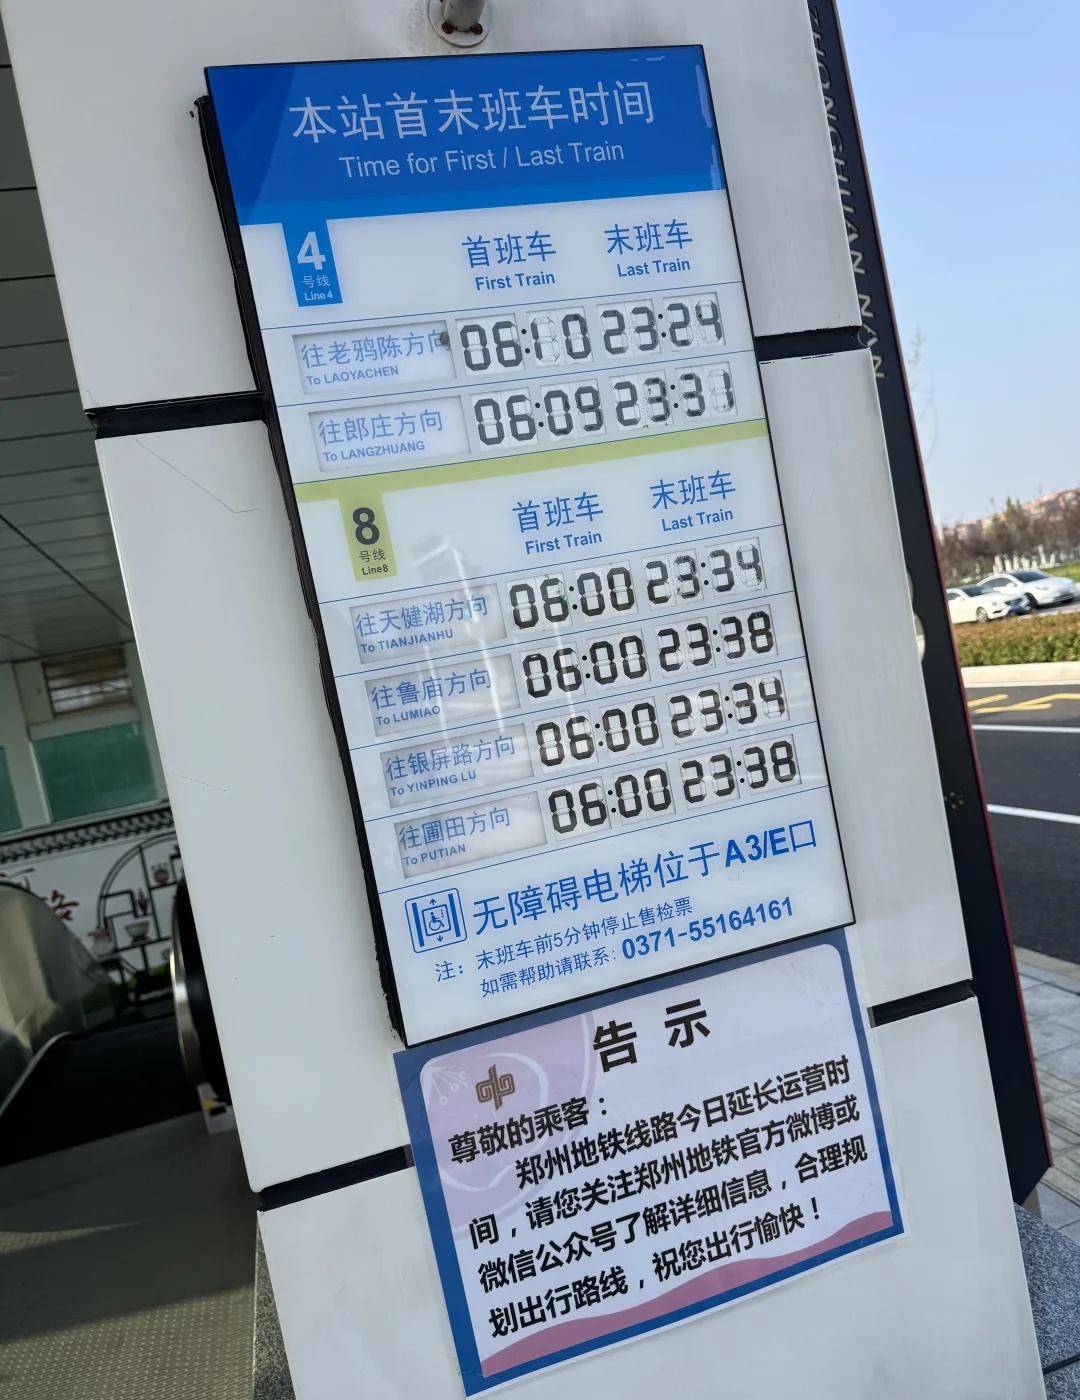 本站首末班车时间
Time for First / Last Train
4
号线
Line4
首班车 末班车
First Train Last Train
往老鸦陈方向 06:10 23:24
To LAOYACHEN
往郎庄方向 06:09 23:31
To LANGZHUANG
8
号线
Line8
首班车 末班车
First Train Last Train
往天健湖方向 06:00 23:34
To TIANJIANHU
往鲁庙方向 06:00 23:38
To LUMIAO
往银屏路方向 06:00 23:34
To YINPING LU
往圃田方向 06:00 23:38
To PUTIAN
无障碍电梯位于A3/E口
注：末班车前5分钟停止售检票
如需帮助请联系: 0371-55164161
告 示
尊敬的乘客：
郑州地铁线路今日延长运营时
间，请您关注郑州地铁官方微博或
微信公众号了解详细信息，合理规
划出行路线，祝您出行愉快！
ZHONGHUAN NAN